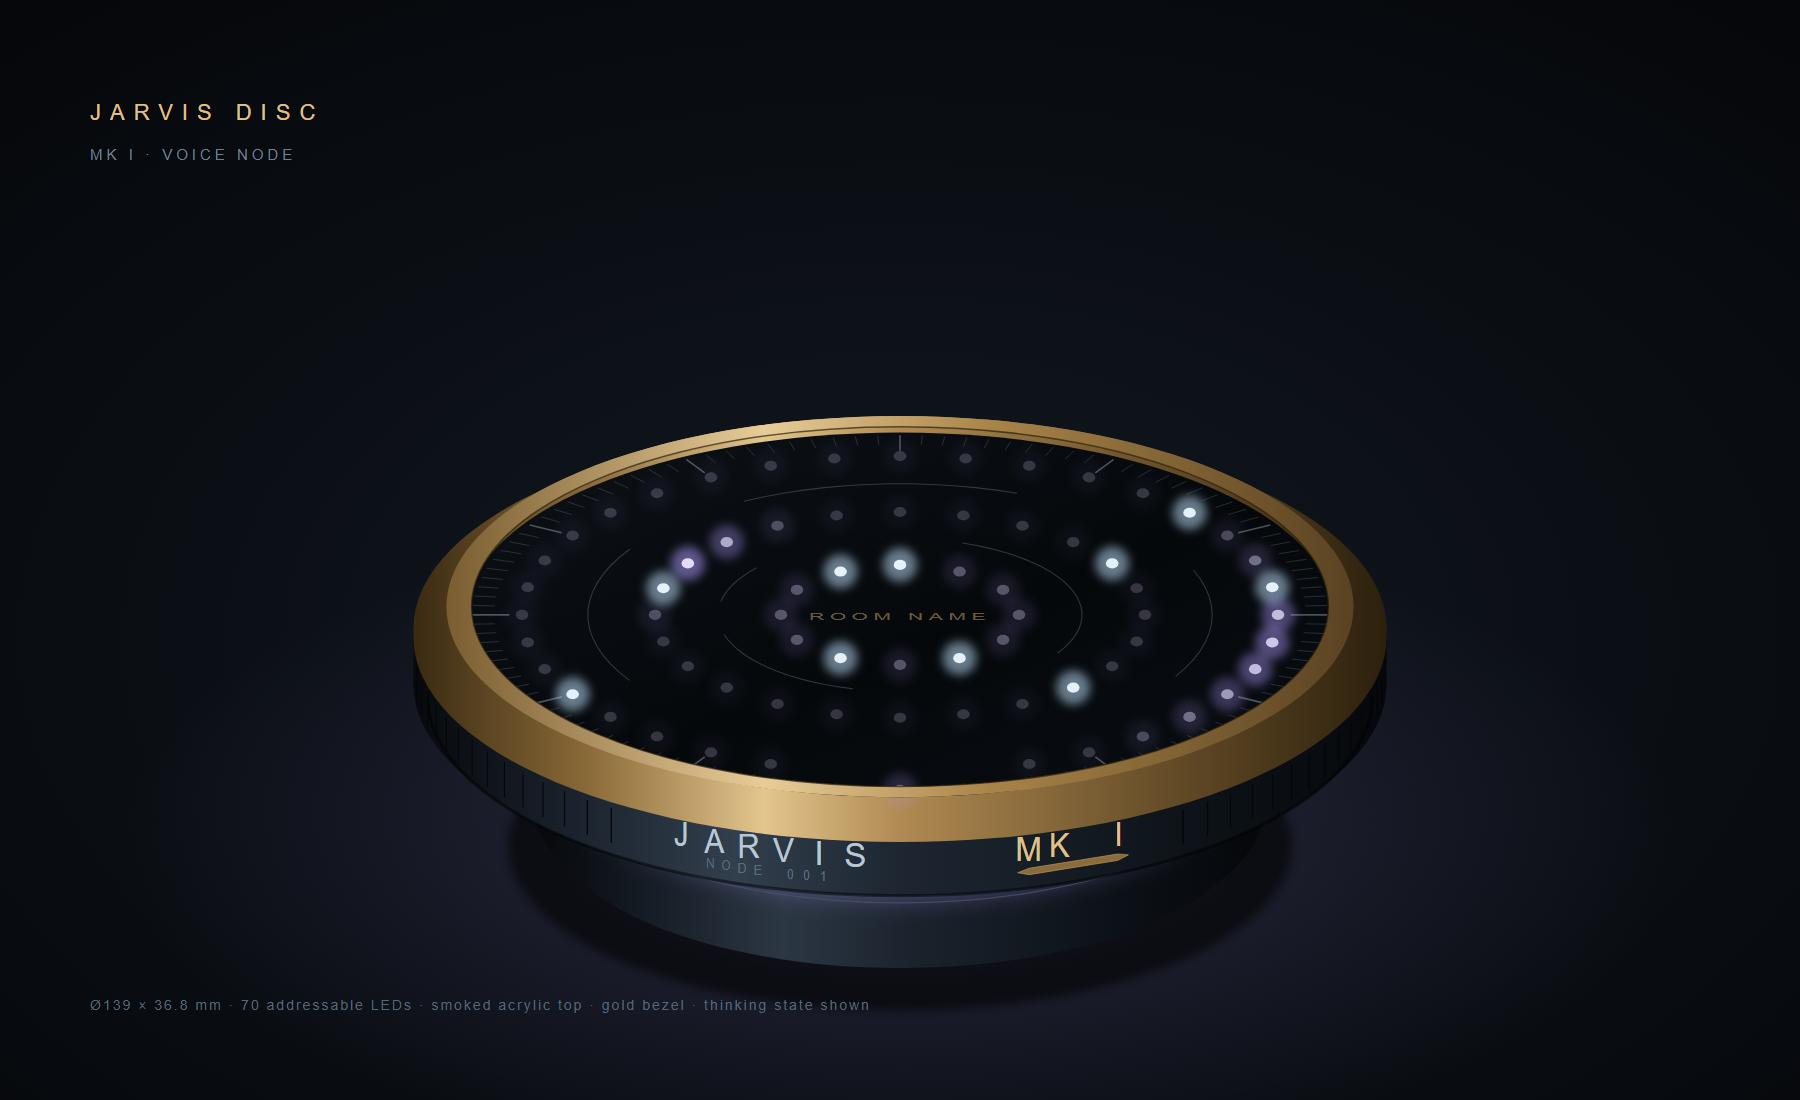 JARVIS DISC
MK I · VOICE NODE
ROOM NAME
JARVIS
NODE 001
MK I
Ø139 × 36.8 mm · 70 addressable LEDs · smoked acrylic top · gold bezel · thinking state shown